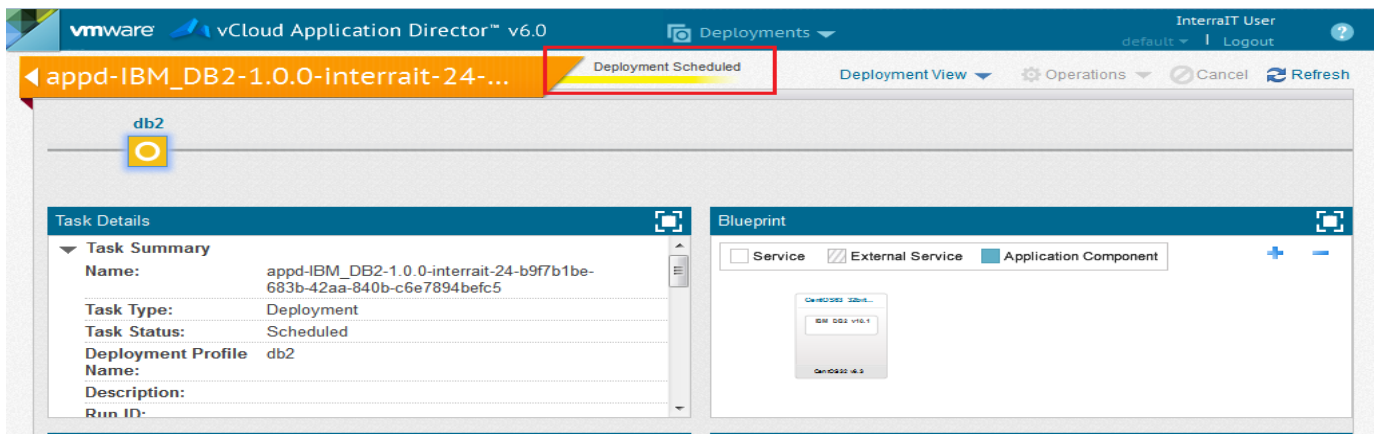 vmware vCloud Application Director™ v6.0
Deployments
InterraIT User
default | Logout
?
appd-IBM_DB2-1.0.0-interrait-24-...
Deployment Scheduled
Deployment View
Operations
Cancel
Refresh
db2
Task Details
Task Summary
Name: appd-IBM_DB2-1.0.0-interrait-24-b9f7b1be-
683b-42aa-840b-c6e7894befc5
Task Type: Deployment
Task Status: Scheduled
Deployment Profile db2
Name:
Description:
Run ID:
Blueprint
Service
External Service
Application Component
IBM DB2 v10.1